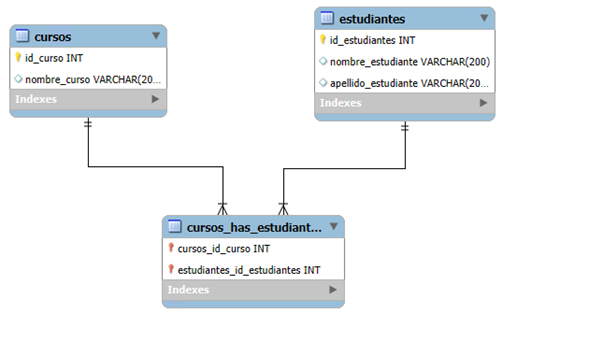 cursos
id_curso INT
nombre_curso VARCHAR(20...
Indexes
estudiantes
id_estudiantes INT
nombre_estudiante VARCHAR(200)
apellido_estudiante VARCHAR(20...
Indexes
cursos_has_estudiant...
cursos_id_curso INT
estudiantes_id_estudiantes INT
Indexes